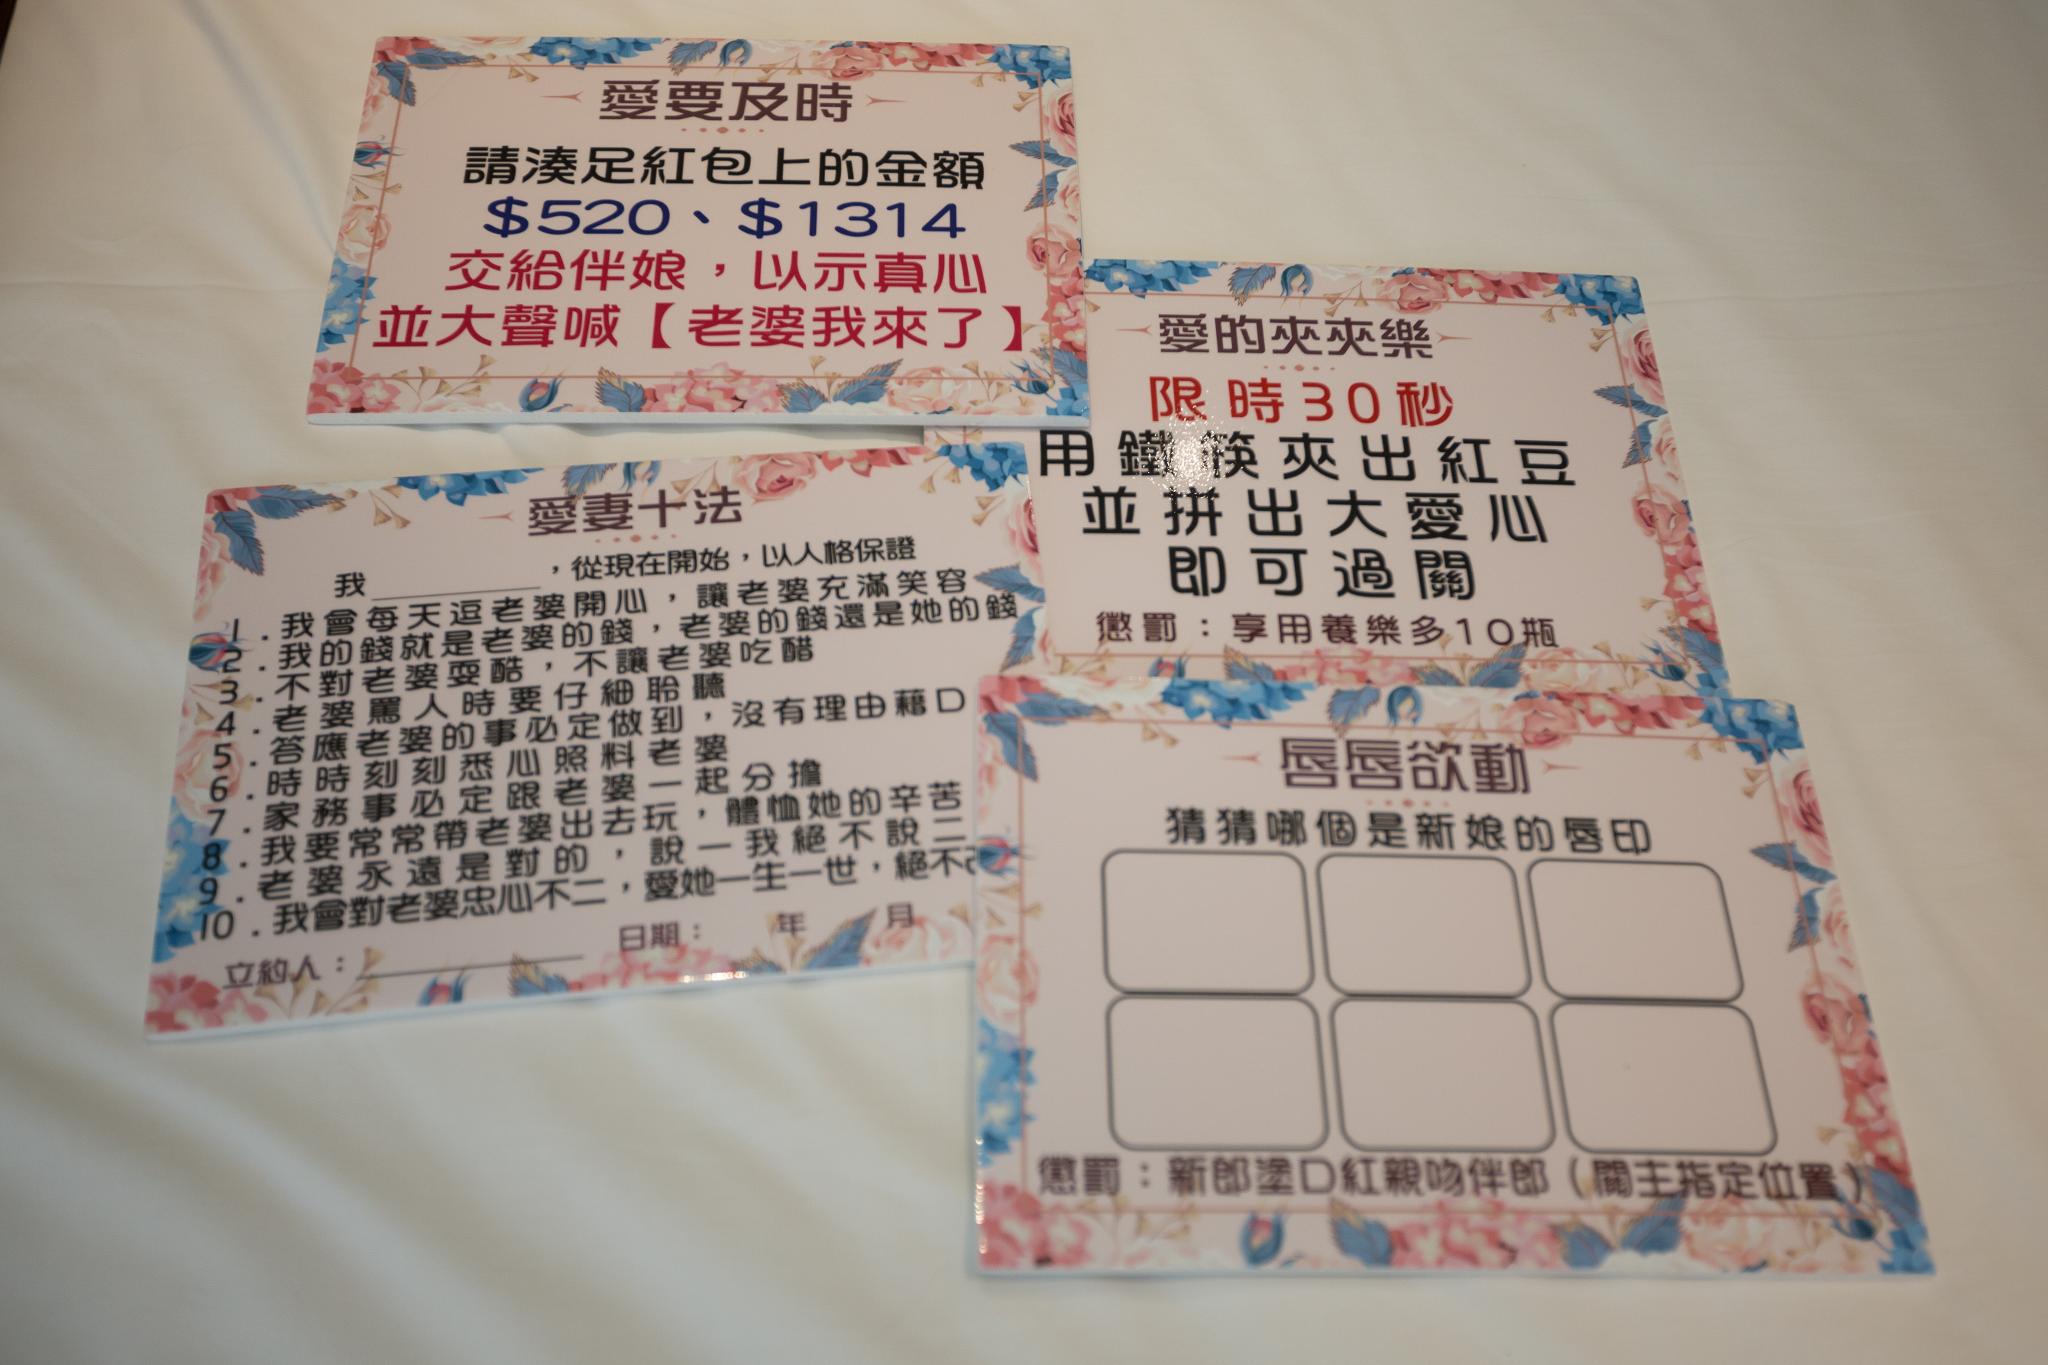 愛要及時
請湊足紅包上的金額
$520、$1314
交給伴娘，以示真心
並大聲喊【老婆我來了】
愛的夾夾樂
限時30秒
用鐵筷夾出紅豆
並拼出大愛心
即可過關
懲罰：享用養樂多10瓶
愛妻十法
我＿＿＿＿＿，從現在開始，以人格保證
1.我會每天逗老婆開心，讓老婆充滿笑容
2.我的錢就是老婆的錢，老婆的錢還是她的錢
3.不對老婆耍酷，不讓老婆吃醋
4.老婆罵人時要仔細聆聽
5.答應老婆的事必定做到，沒有理由藉口
6.時時刻刻悉心照料老婆
7.家務事必定跟老婆一起分擔
8.我要常常帶老婆出去玩，體恤她的辛苦
9.老婆永遠是對的，說一我絕不說二
10.我會對老婆忠心不二，愛她一生一世，絕不
立約人：＿＿＿＿＿ 日期： 年 月
唇唇欲動
猜猜哪個是新娘的唇印
懲罰：新郎塗口紅親吻伴郎（關主指定位置）